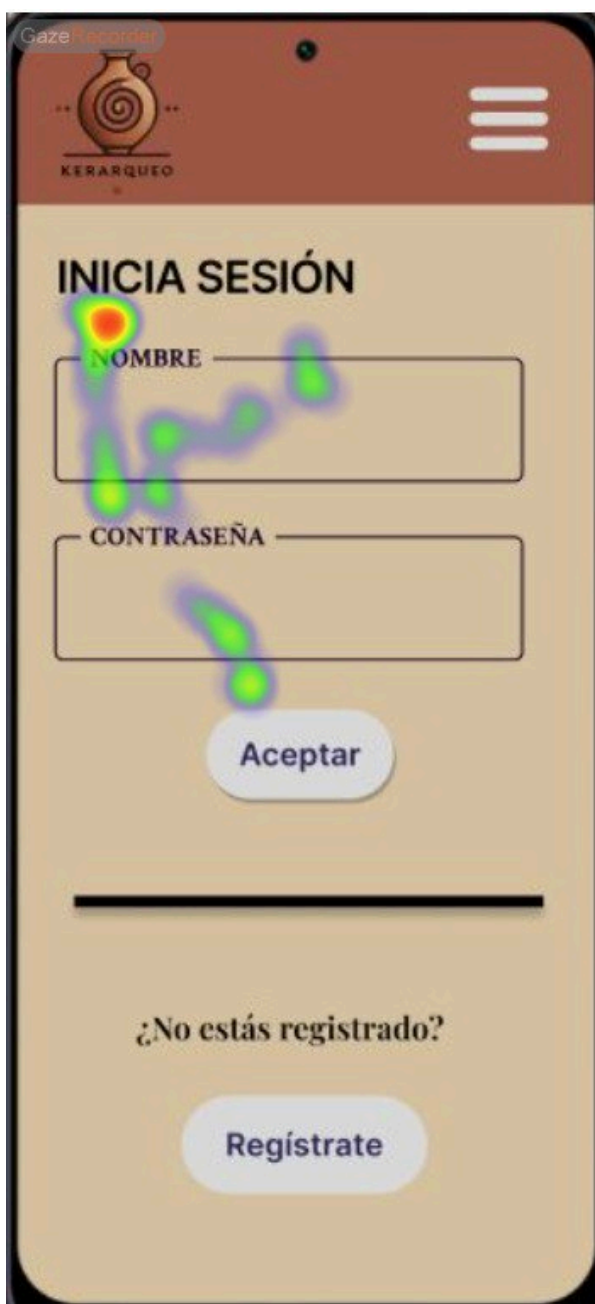 GazeRecorder
KERARQUEO
INICIA SESIÓN
NOMBRE
CONTRASEÑA
Aceptar
¿No estás registrado?
Regístrate